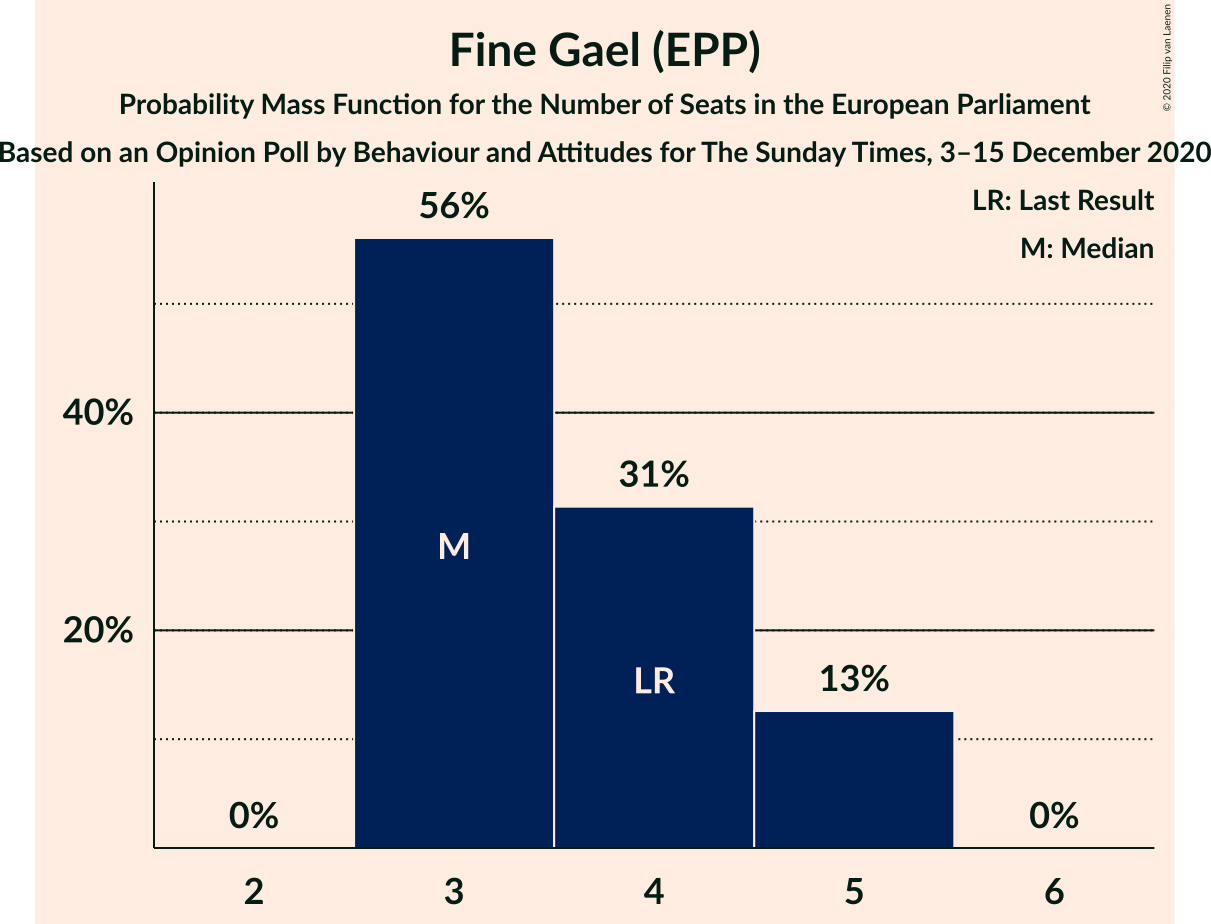 Fine Gael (EPP)
Probability Mass Function for the Number of Seats in the European Parliament
Based on an Opinion Poll by Behaviour and Attitudes for The Sunday Times, 3–15 December 2020
© 2020 Filip van Laenen
LR: Last Result
M: Median
56%
40%
31%
M
20%
13%
LR
0%
0%
2 3 4 5 6